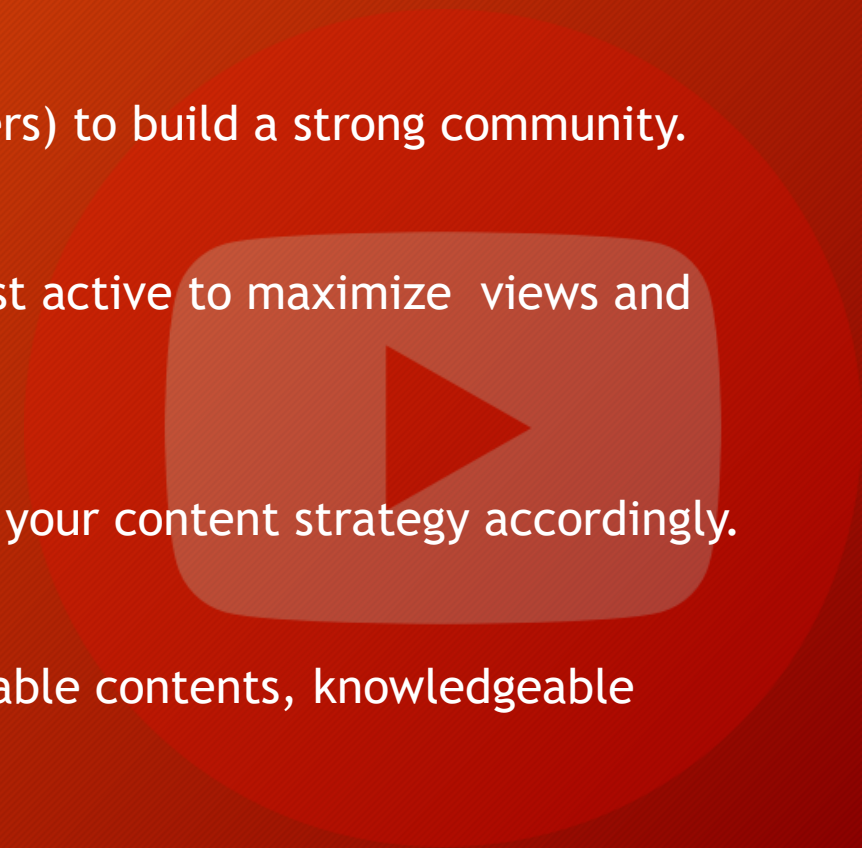 ers) to build a strong community.
st active to maximize  views and
your content strategy accordingly.
able contents, knowledgeable